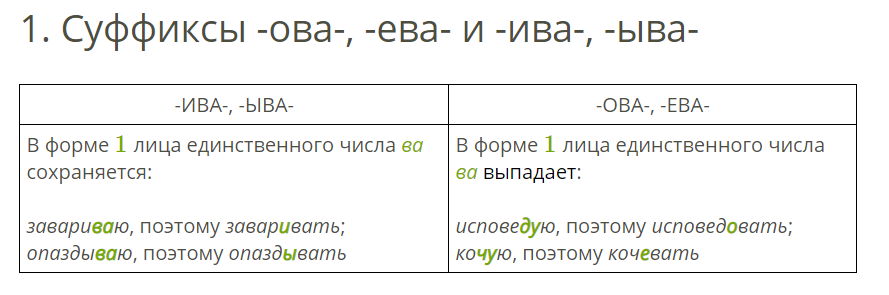 1. Суффиксы -ова-, -ева- и -ива-, -ыва-
-ИВА-, -ЫВА-
-ОВА-, -ЕВА-
В форме 1 лица единственного числа ва
сохраняется:
завариваю, поэтому заваривать;
опаздываю, поэтому опаздывать
В форме 1 лица единственного числа
ва выпадает:
исповедую, поэтому исповедовать;
кочую, поэтому кочевать